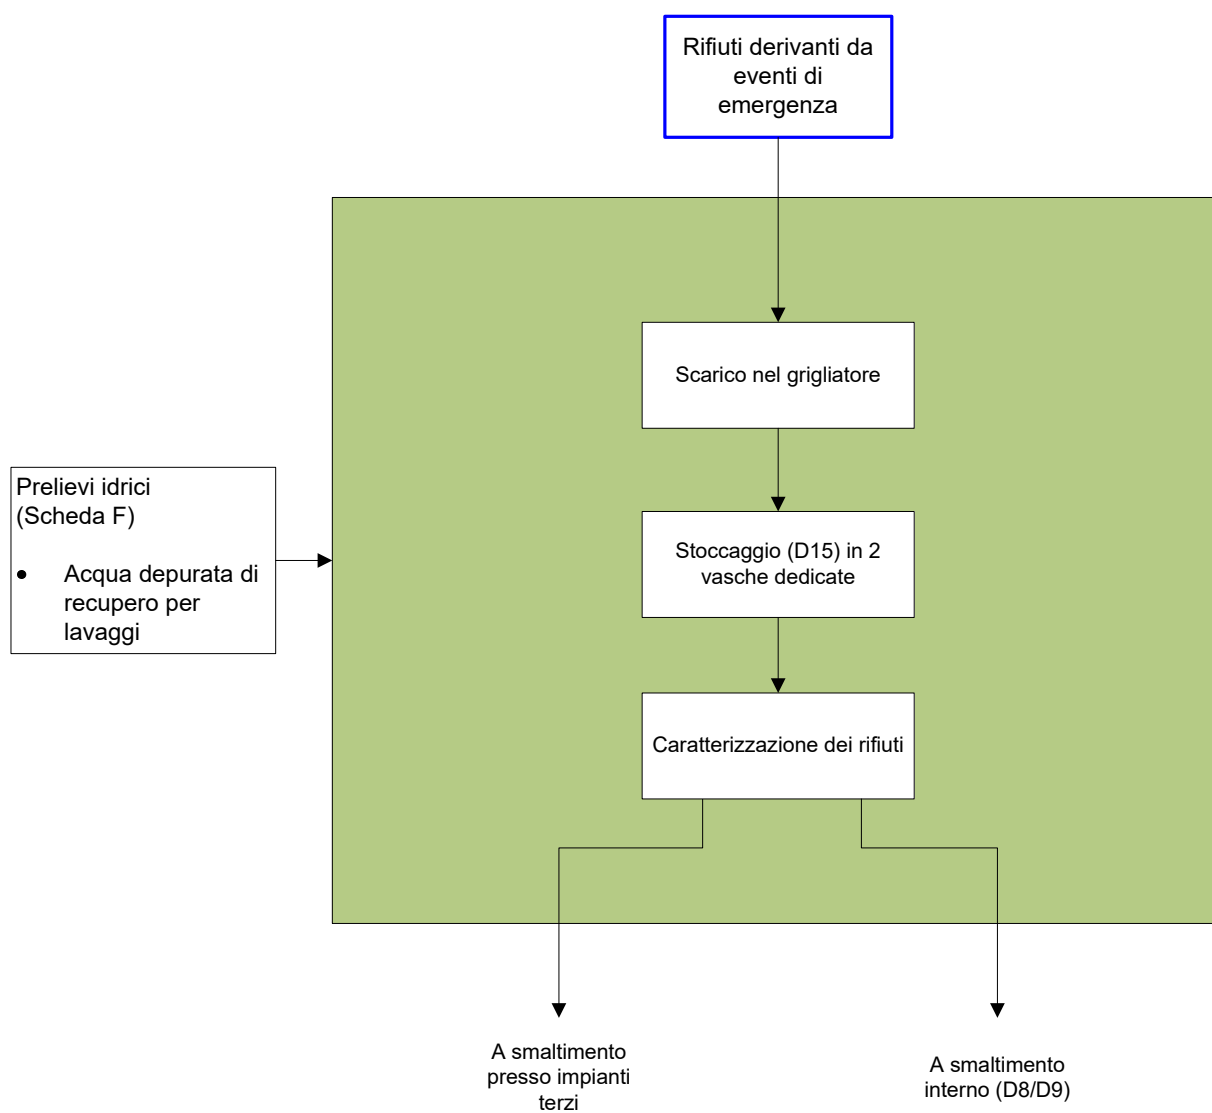 Rifiuti derivanti da
eventi di
emergenza
Scarico nel grigliatore
Prelievi idrici
(Scheda F)
• Acqua depurata di
recupero per
lavaggi
Stoccaggio (D15) in 2
vasche dedicate
Caratterizzazione dei rifiuti
A smaltimento
presso impianti
terzi
A smaltimento
interno (D8/D9)